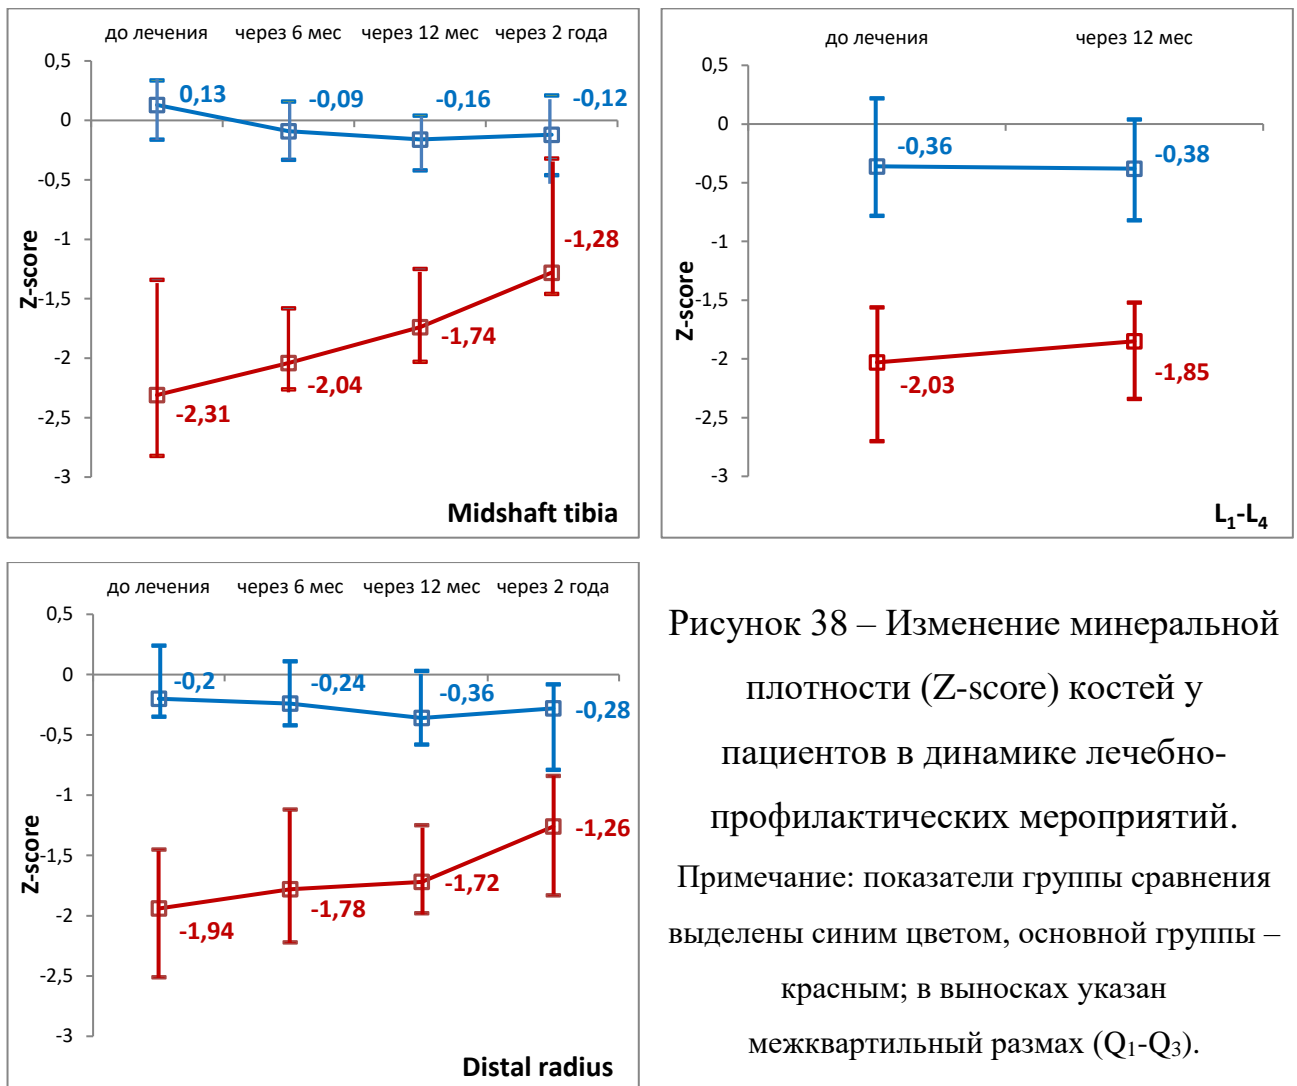 до лечения через 6 мес через 12 мес через 2 года
0,5
0
-0,5
-1
-1,5
-2
-2,5
-3
Z-score
0,13
-0,09
-0,16
-0,12
-2,31
-2,04
-1,74
-1,28
Midshaft tibia
до лечения через 12 мес
0,5
0
-0,5
-1
-1,5
-2
-2,5
-3
Z-score
-0,36
-0,38
-2,03
-1,85
L₁-L₄
до лечения через 6 мес через 12 мес через 2 года
0,5
0
-0,5
-1
-1,5
-2
-2,5
-3
Z-score
-0,2
-0,24
-0,36
-0,28
-1,94
-1,78
-1,72
-1,26
Distal radius
Рисунок 38 – Изменение минеральной
плотности (Z-score) костей у
пациентов в динамике лечебно-
профилактических мероприятий.
Примечание: показатели группы сравнения
выделены синим цветом, основной группы –
красным; в выносках указан
межквартильный размах (Q₁-Q₃).